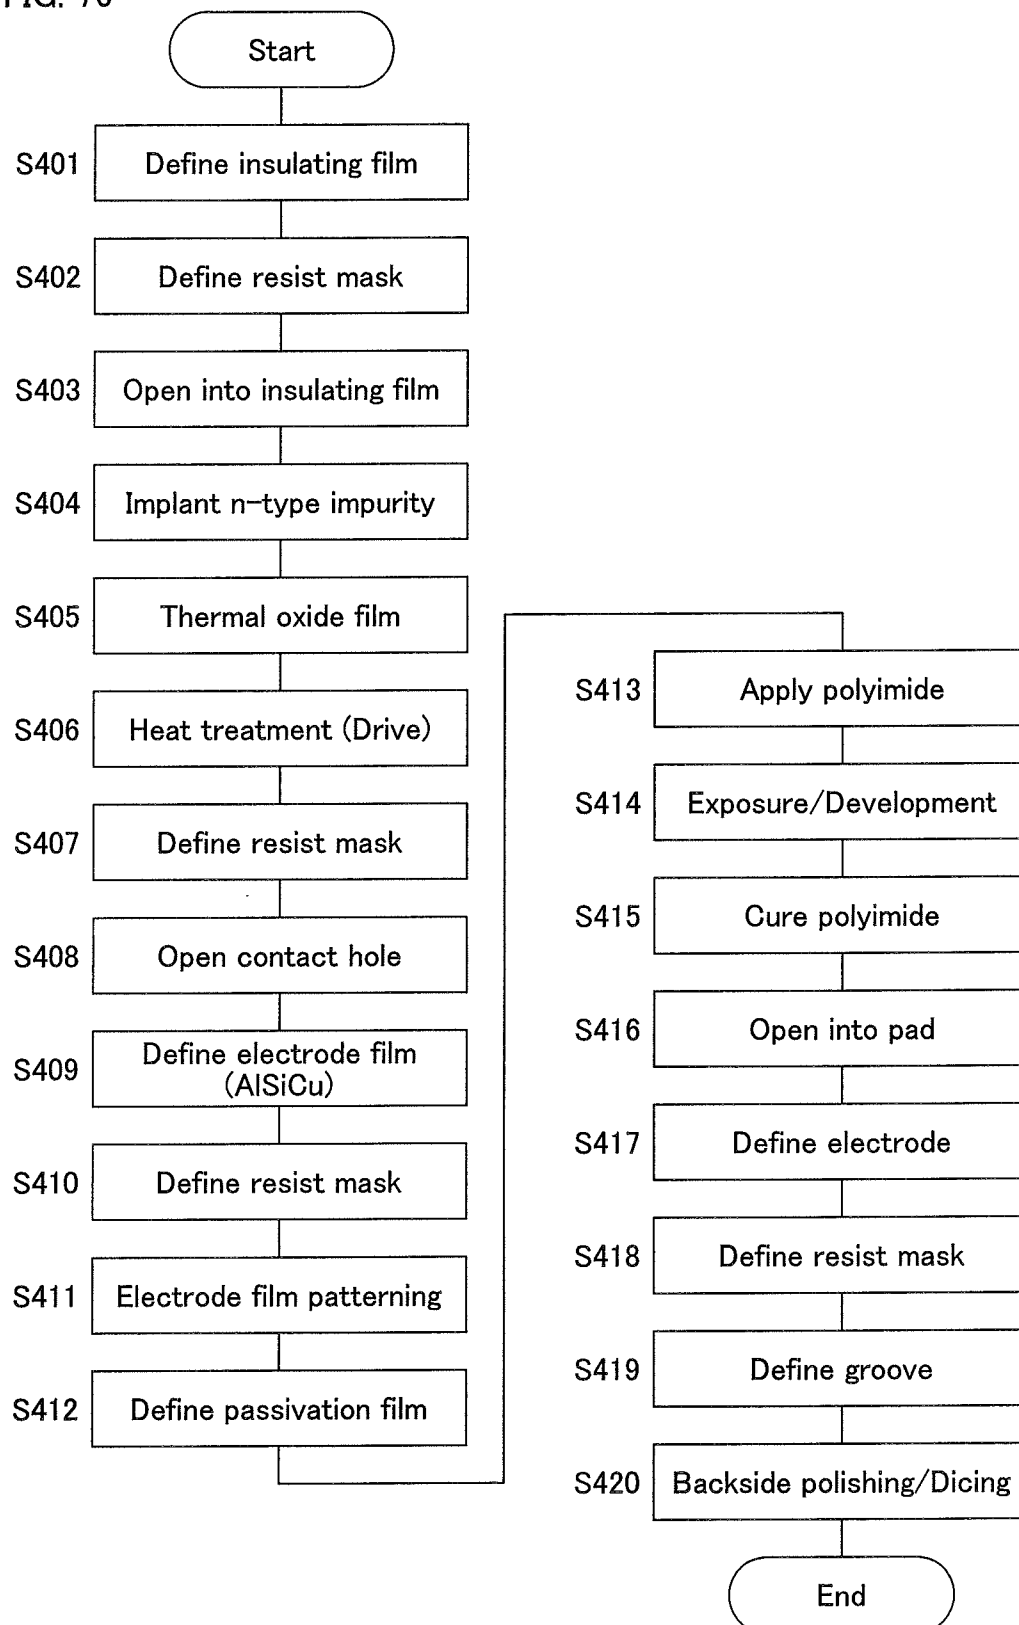 FIG. 70
Start
S401 Define insulating film
S402 Define resist mask
S403 Open into insulating film
S404 Implant n-type impurity
S405 Thermal oxide film
S406 Heat treatment (Drive)
S407 Define resist mask
S408 Open contact hole
S409 Define electrode film
(AlSiCu)
S410 Define resist mask
S411 Electrode film patterning
S412 Define passivation film
S413 Apply polyimide
S414 Exposure/Development
S415 Cure polyimide
S416 Open into pad
S417 Define electrode
S418 Define resist mask
S419 Define groove
S420 Backside polishing/Dicing
End